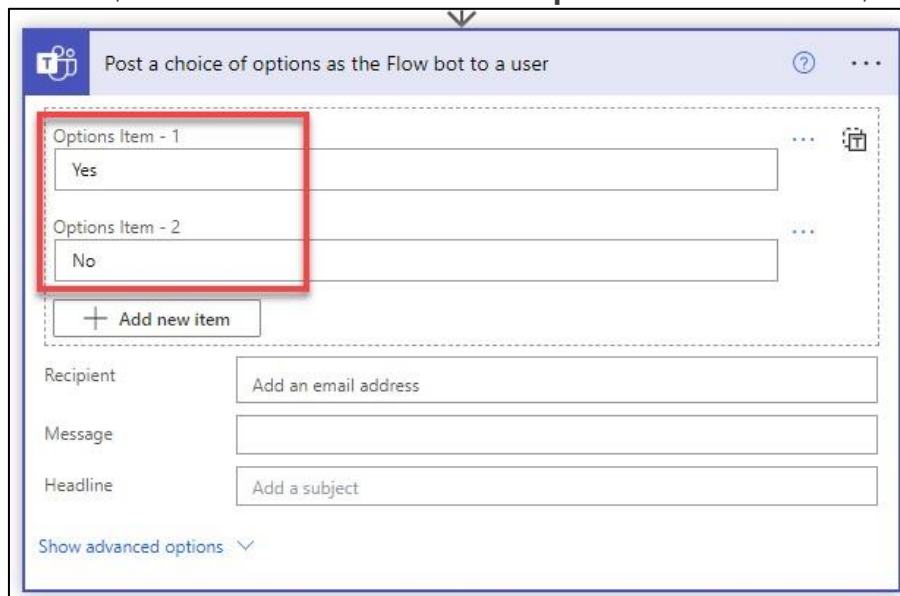 Post a choice of options as the Flow bot to a user
Options Item - 1
Yes
Options Item - 2
No
Add new item
Recipient
Add an email address
Message
Headline
Add a subject
Show advanced options